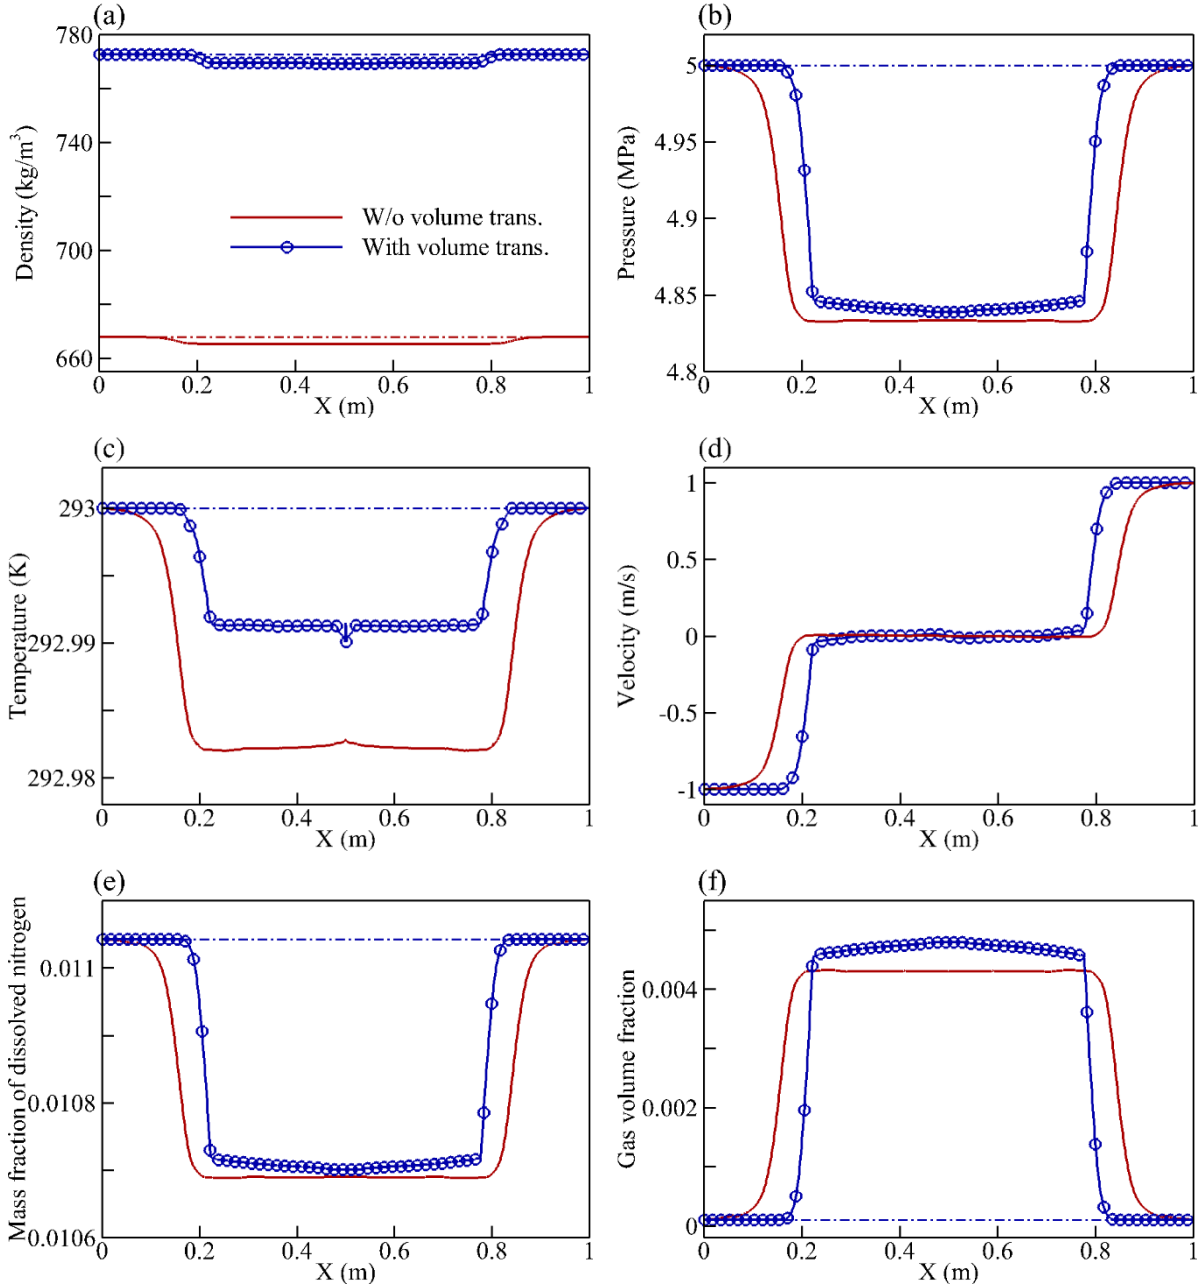 (a)
780
740
700
660
Density (kg/m³)
W/o volume trans.
With volume trans.
0 0.2 0.4 0.6 0.8 1
X (m)
(b)
5
4.95
4.9
4.85
4.8
Pressure (MPa)
0 0.2 0.4 0.6 0.8 1
X (m)
(c)
293
292.99
292.98
Temperature (K)
0 0.2 0.4 0.6 0.8 1
X (m)
(d)
1
0.5
0
-0.5
-1
Velocity (m/s)
0 0.2 0.4 0.6 0.8 1
X (m)
(e)
0.011
0.0108
0.0106
Mass fraction of dissolved nitrogen
0 0.2 0.4 0.6 0.8 1
X (m)
(f)
0.004
0.002
0
Gas volume fraction
0 0.2 0.4 0.6 0.8 1
X (m)